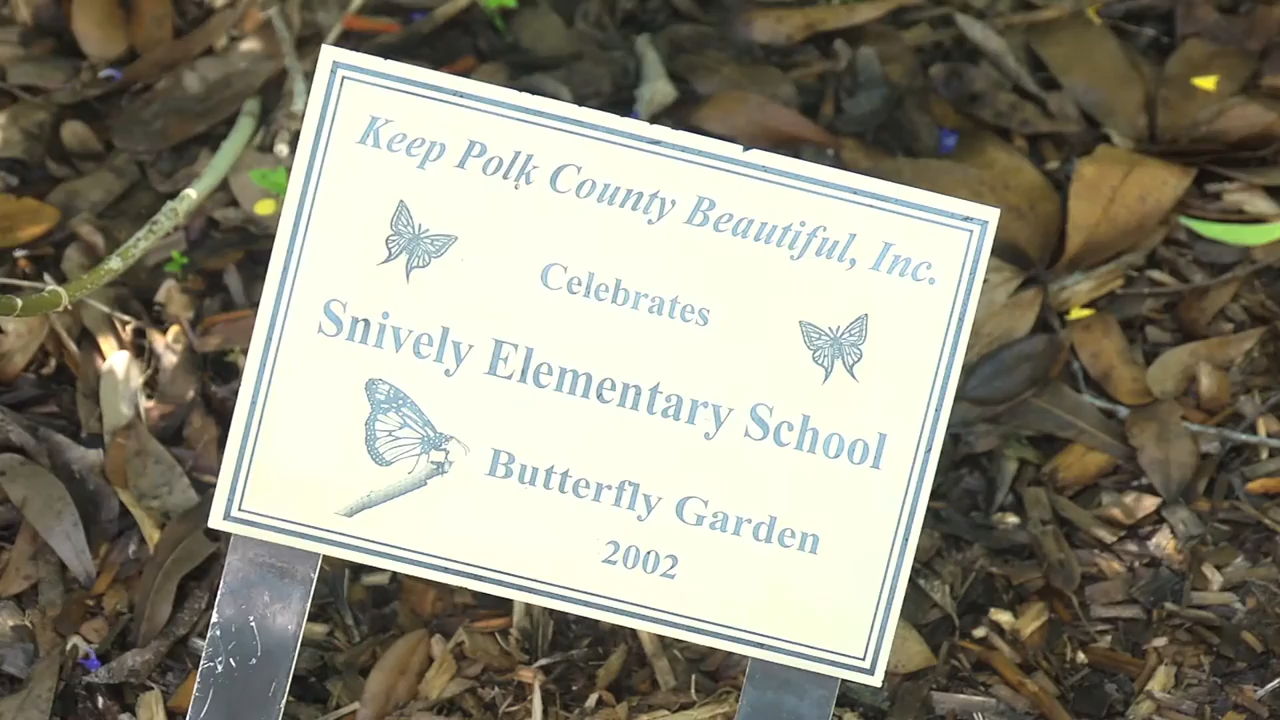 Keep Polk County Beautiful, Inc.
Celebrates
Snively Elementary School
Butterfly Garden
2002